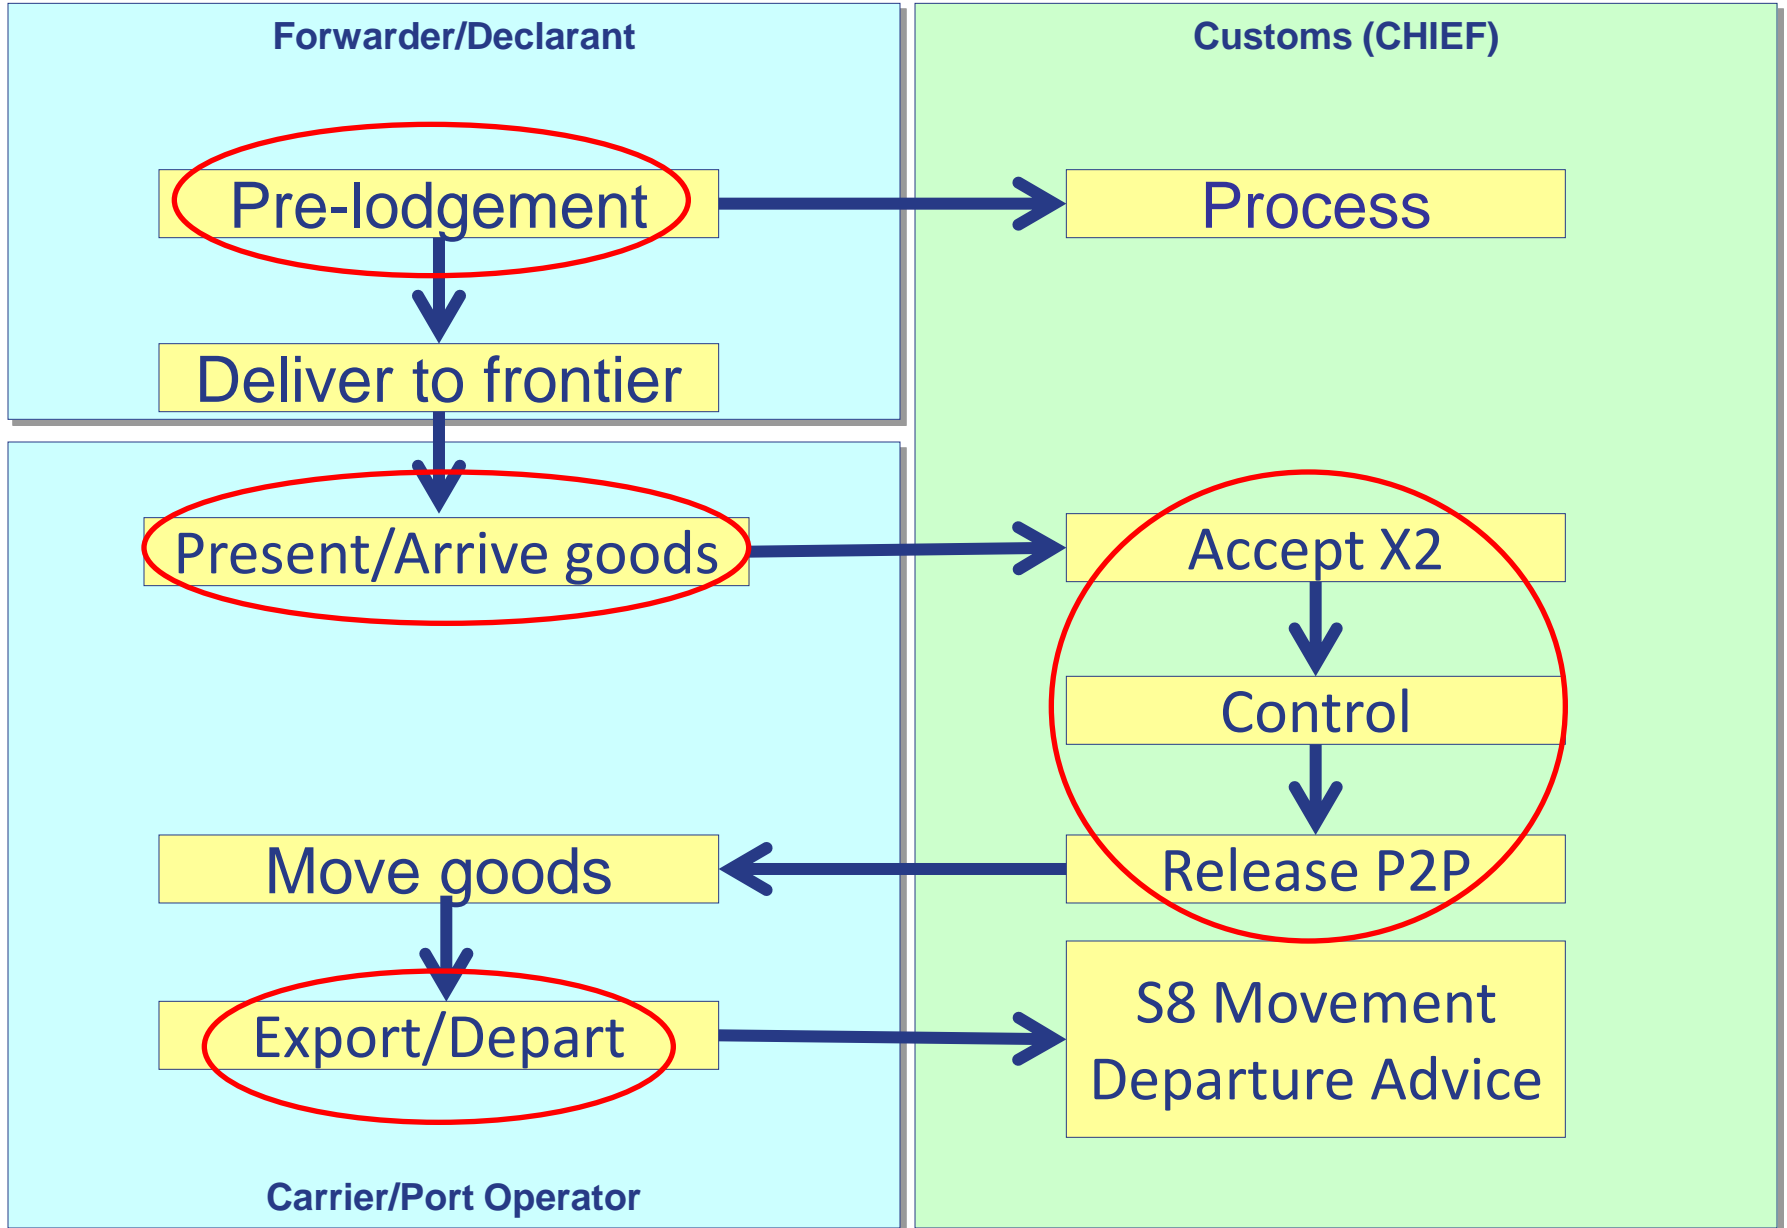 Forwarder/Declarant
Customs (CHIEF)
Pre-lodgement
Process
Deliver to frontier
Present/Arrive goods
Accept X2
Control
Move goods
Release P2P
Export/Depart
S8 Movement
Departure Advice
Carrier/Port Operator